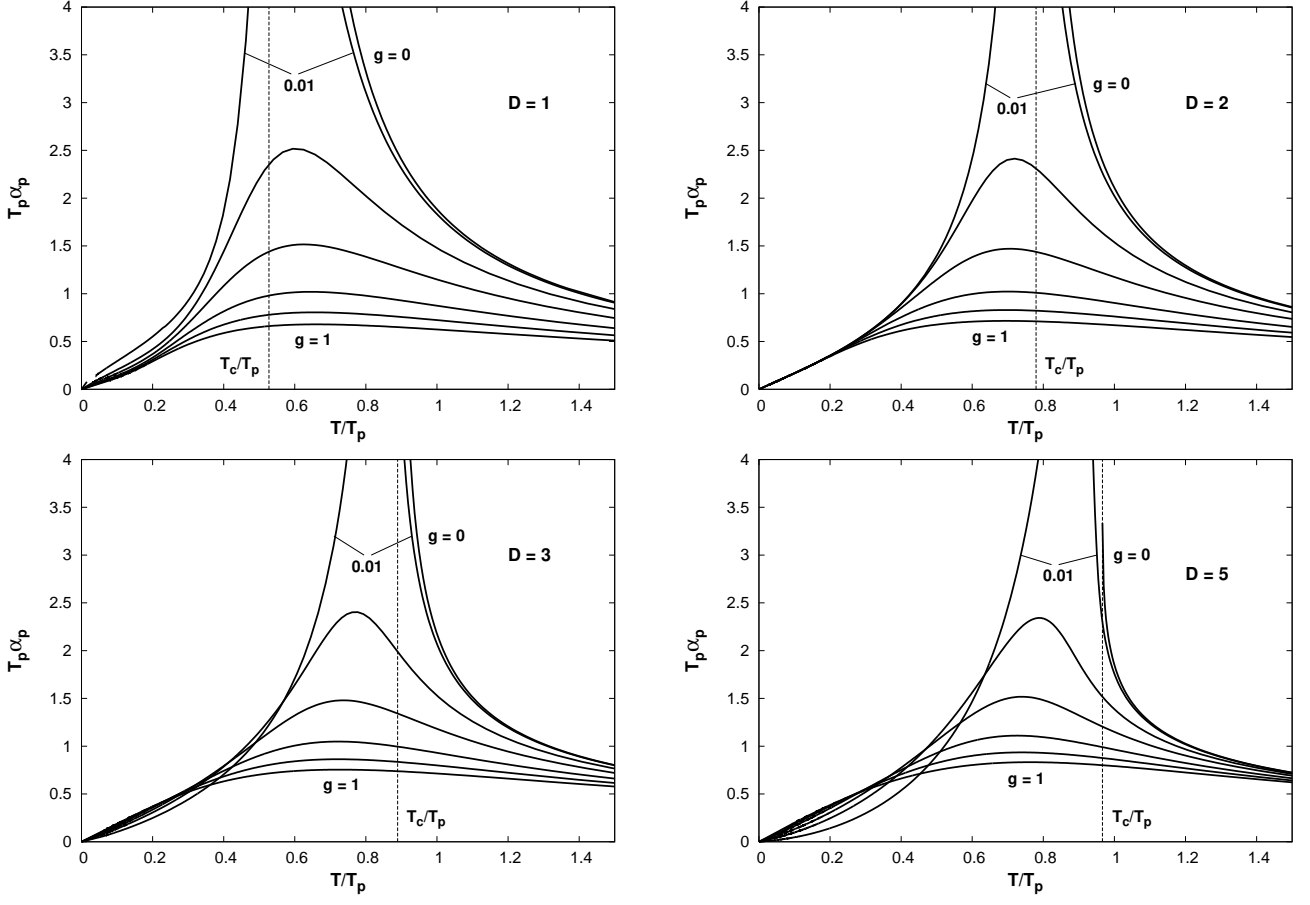 4
3.5
3
2.5
2
1.5
1
0.5
0
0 0.2 0.4 0.6 0.8 1 1.2 1.4
T_pα_p
T/T_p
g = 0
0.01
D = 1
g = 1
T_c/T_p
4
3.5
3
2.5
2
1.5
1
0.5
0
0 0.2 0.4 0.6 0.8 1 1.2 1.4
T_pα_p
T/T_p
g = 0
0.01
D = 2
g = 1
T_c/T_p
4
3.5
3
2.5
2
1.5
1
0.5
0
0 0.2 0.4 0.6 0.8 1 1.2 1.4
T_pα_p
T/T_p
g = 0
0.01
D = 3
g = 1
T_c/T_p
4
3.5
3
2.5
2
1.5
1
0.5
0
0 0.2 0.4 0.6 0.8 1 1.2 1.4
T_pα_p
T/T_p
g = 0
0.01
D = 5
g = 1
T_c/T_p